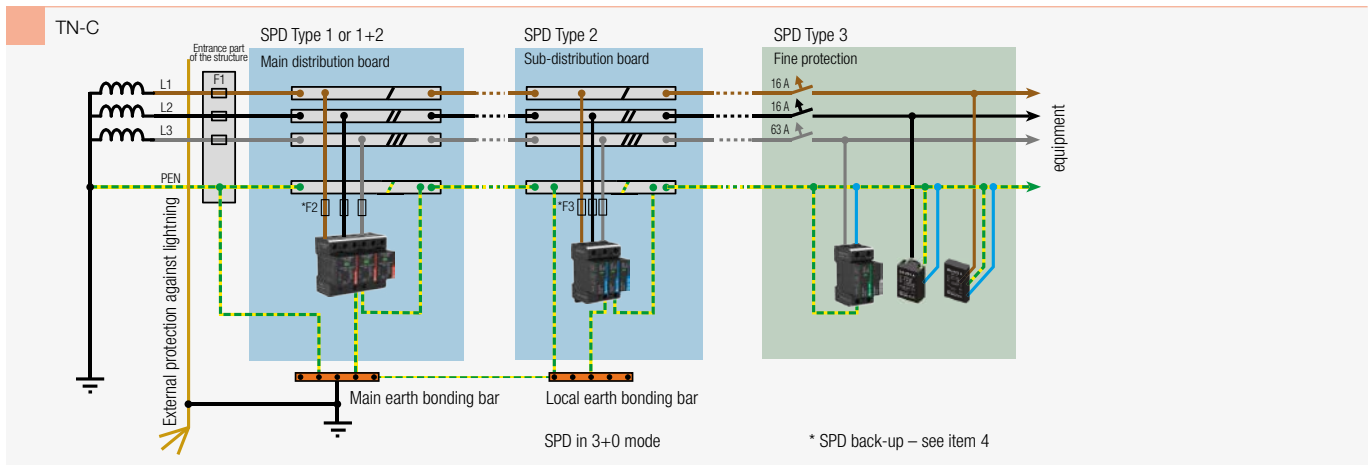 TN-C
SPD Type 1 or 1+2
SPD Type 2
SPD Type 3
Entrance part
of the structure
Main distribution board
Sub-distribution board
Fine protection
L1
F1
16 A
L2
16 A
L3
63 A
PEN
*F2
*F3
equipment
External protection against lightning
Main earth bonding bar
Local earth bonding bar
SPD in 3+0 mode
* SPD back-up – see item 4